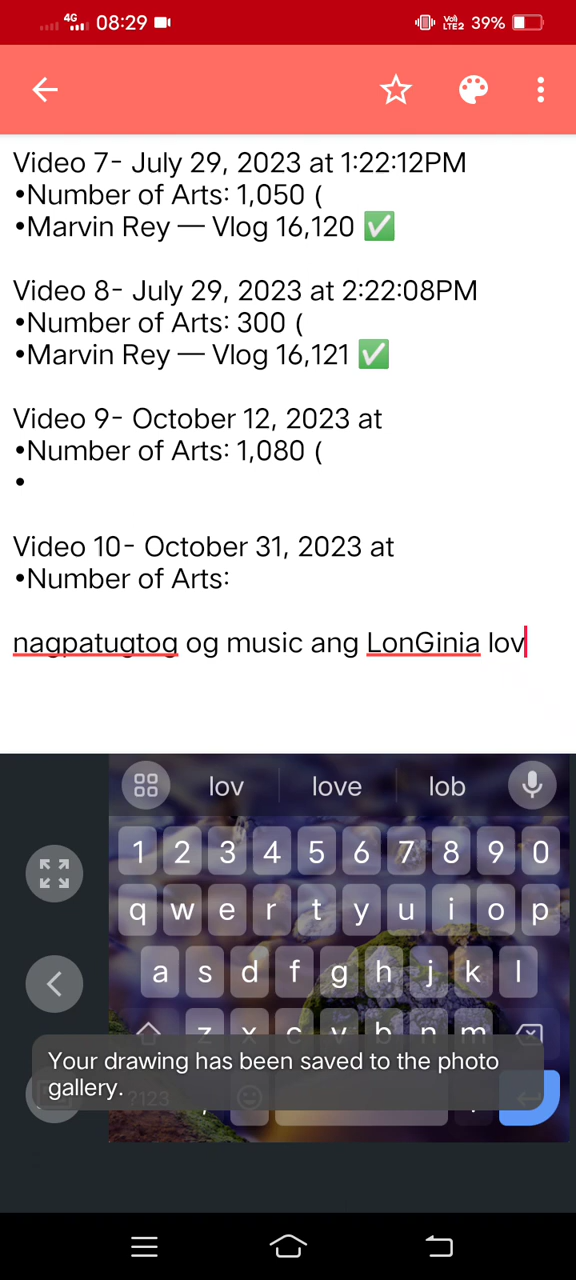 4G 08:29 VoLTE2 39%
Video 7- July 29, 2023 at 1:22:12PM
•Number of Arts: 1,050 (
•Marvin Rey — Vlog 16,120 ✅
Video 8- July 29, 2023 at 2:22:08PM
•Number of Arts: 300 (
•Marvin Rey — Vlog 16,121 ✅
Video 9- October 12, 2023 at
•Number of Arts: 1,080 (
•
Video 10- October 31, 2023 at
•Number of Arts:
nagpatugtog og music ang LonGinia lov
lov love lob
1 2 3 4 5 6 7 8 9 0
q w e r t y u i o p
a s d f g h j k l
z x c v b n m
Your drawing has been saved to the photo
gallery.
?123 , .